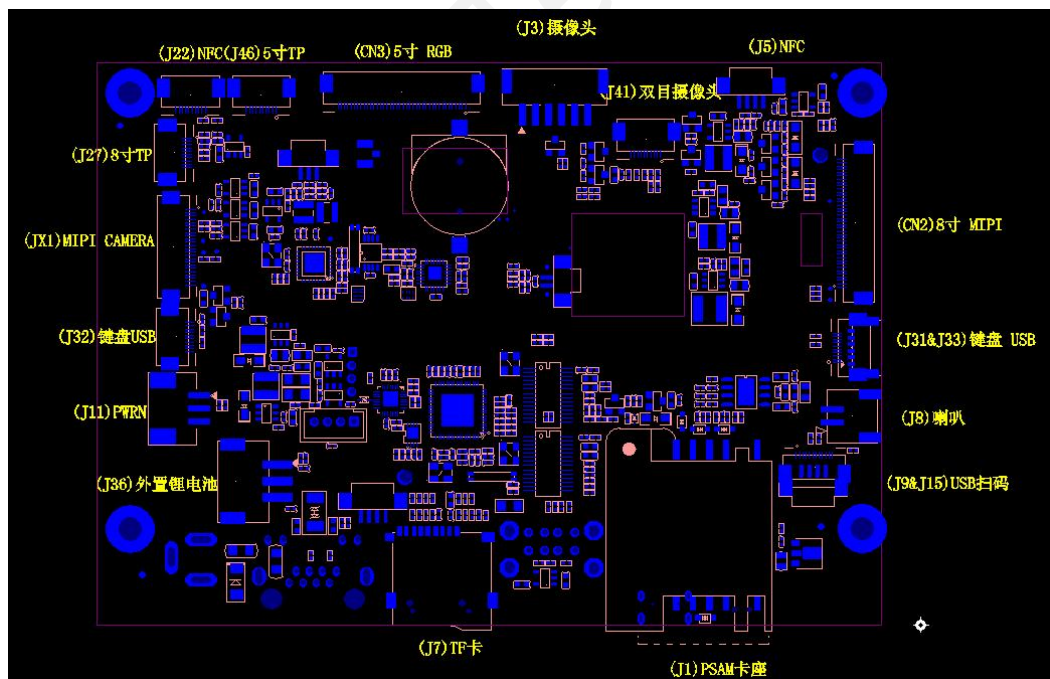 (J3)摄像头
(J22)NFC(J46)5寸TP
(CN3)5寸 RGB
(J5)NFC
(J41)双目摄像头
(J27)8寸TP
(CN2)8寸 MIPI
(JX1)MIPI CAMERA
(J32)键盘USB
(J31&J33)键盘 USB
(J11)PWRN
(J8)喇叭
(J36)外置锂电池
(J9&J15)USB扫码
(J7)TF卡
(J1)PSAM卡座